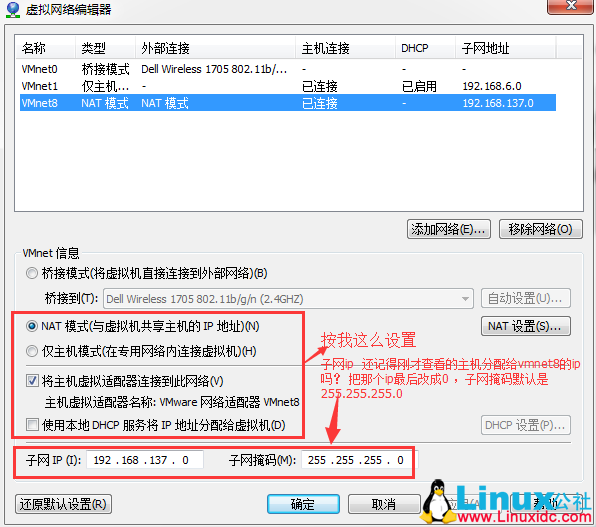 虚拟网络编辑器
名称 类型 外部连接 主机连接 DHCP 子网地址
VMnet0 桥接模式 Dell Wireless 1705 802.11b/... - - -
VMnet1 仅主机... - 已连接 已启用 192.168.6.0
VMnet8 NAT 模式 NAT 模式 已连接 - 192.168.137.0
添加网络(E)... 移除网络(O)
VMnet 信息
桥接模式(将虚拟机直接连接到外部网络)(B)
桥接到(T): Dell Wireless 1705 802.11b/g/n (2.4GHZ) 自动设置(U)...
NAT 模式(与虚拟机共享主机的 IP 地址)(N) NAT 设置(S)...
仅主机模式(在专用网络内连接虚拟机)(H)
按我这么设置
子网ip 还记得刚才查看的主机分配给vmnet8的ip
吗? 把那个ip最后改成0 ，子网掩码默认是
255.255.255.0
将主机虚拟适配器连接到此网络(V)
主机虚拟适配器名称: VMware 网络适配器 VMnet8
使用本地 DHCP 服务将 IP 地址分配给虚拟机(D) DHCP 设置(P)...
子网 IP (I): 192 .168 .137 . 0 子网掩码(M): 255 .255 .255 . 0
还原默认设置(R) 确定 取消
Linux公社
www.Linuxidc.com